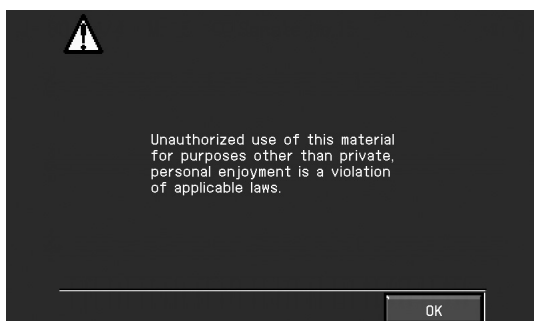 Unauthorized use of this material
for purposes other than private,
personal enjoyment is a violation
of applicable laws.
OK